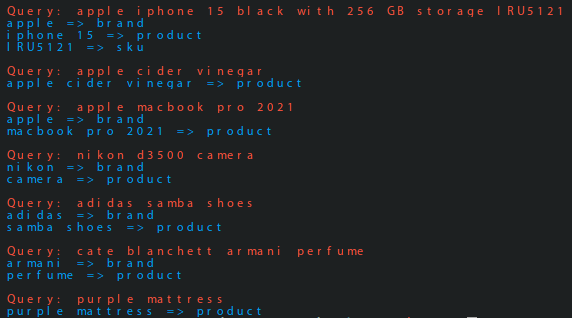 Query: apple iphone 15 black with 256 GB storage IRU5121
apple => brand
iphone 15 => product
IRU5121 => sku
Query: apple cider vinegar
apple cider vinegar => product
Query: apple macbook pro 2021
apple => brand
macbook pro 2021 => product
Query: nikon d3500 camera
nikon => brand
camera => product
Query: adidas samba shoes
adidas => brand
samba shoes => product
Query: cate blanchett armani perfume
armani => brand
perfume => product
Query: purple mattress
purple mattress => product